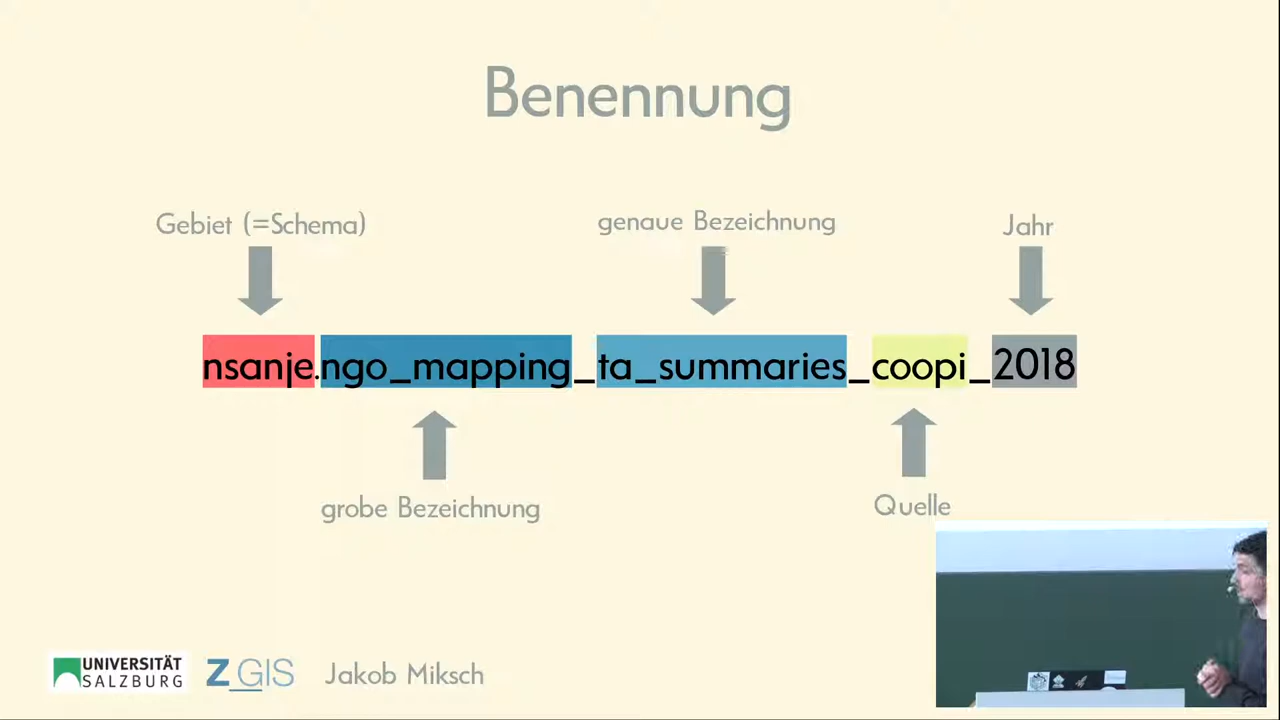 Benennung
Gebiet (=Schema)
genaue Bezeichnung
Jahr
nsanje.ngo_mapping_ta_summaries_coopi_2018
grobe Bezeichnung
Quelle
UNIVERSITÄT
SALZBURG
Z_GIS
Jakob Miksch